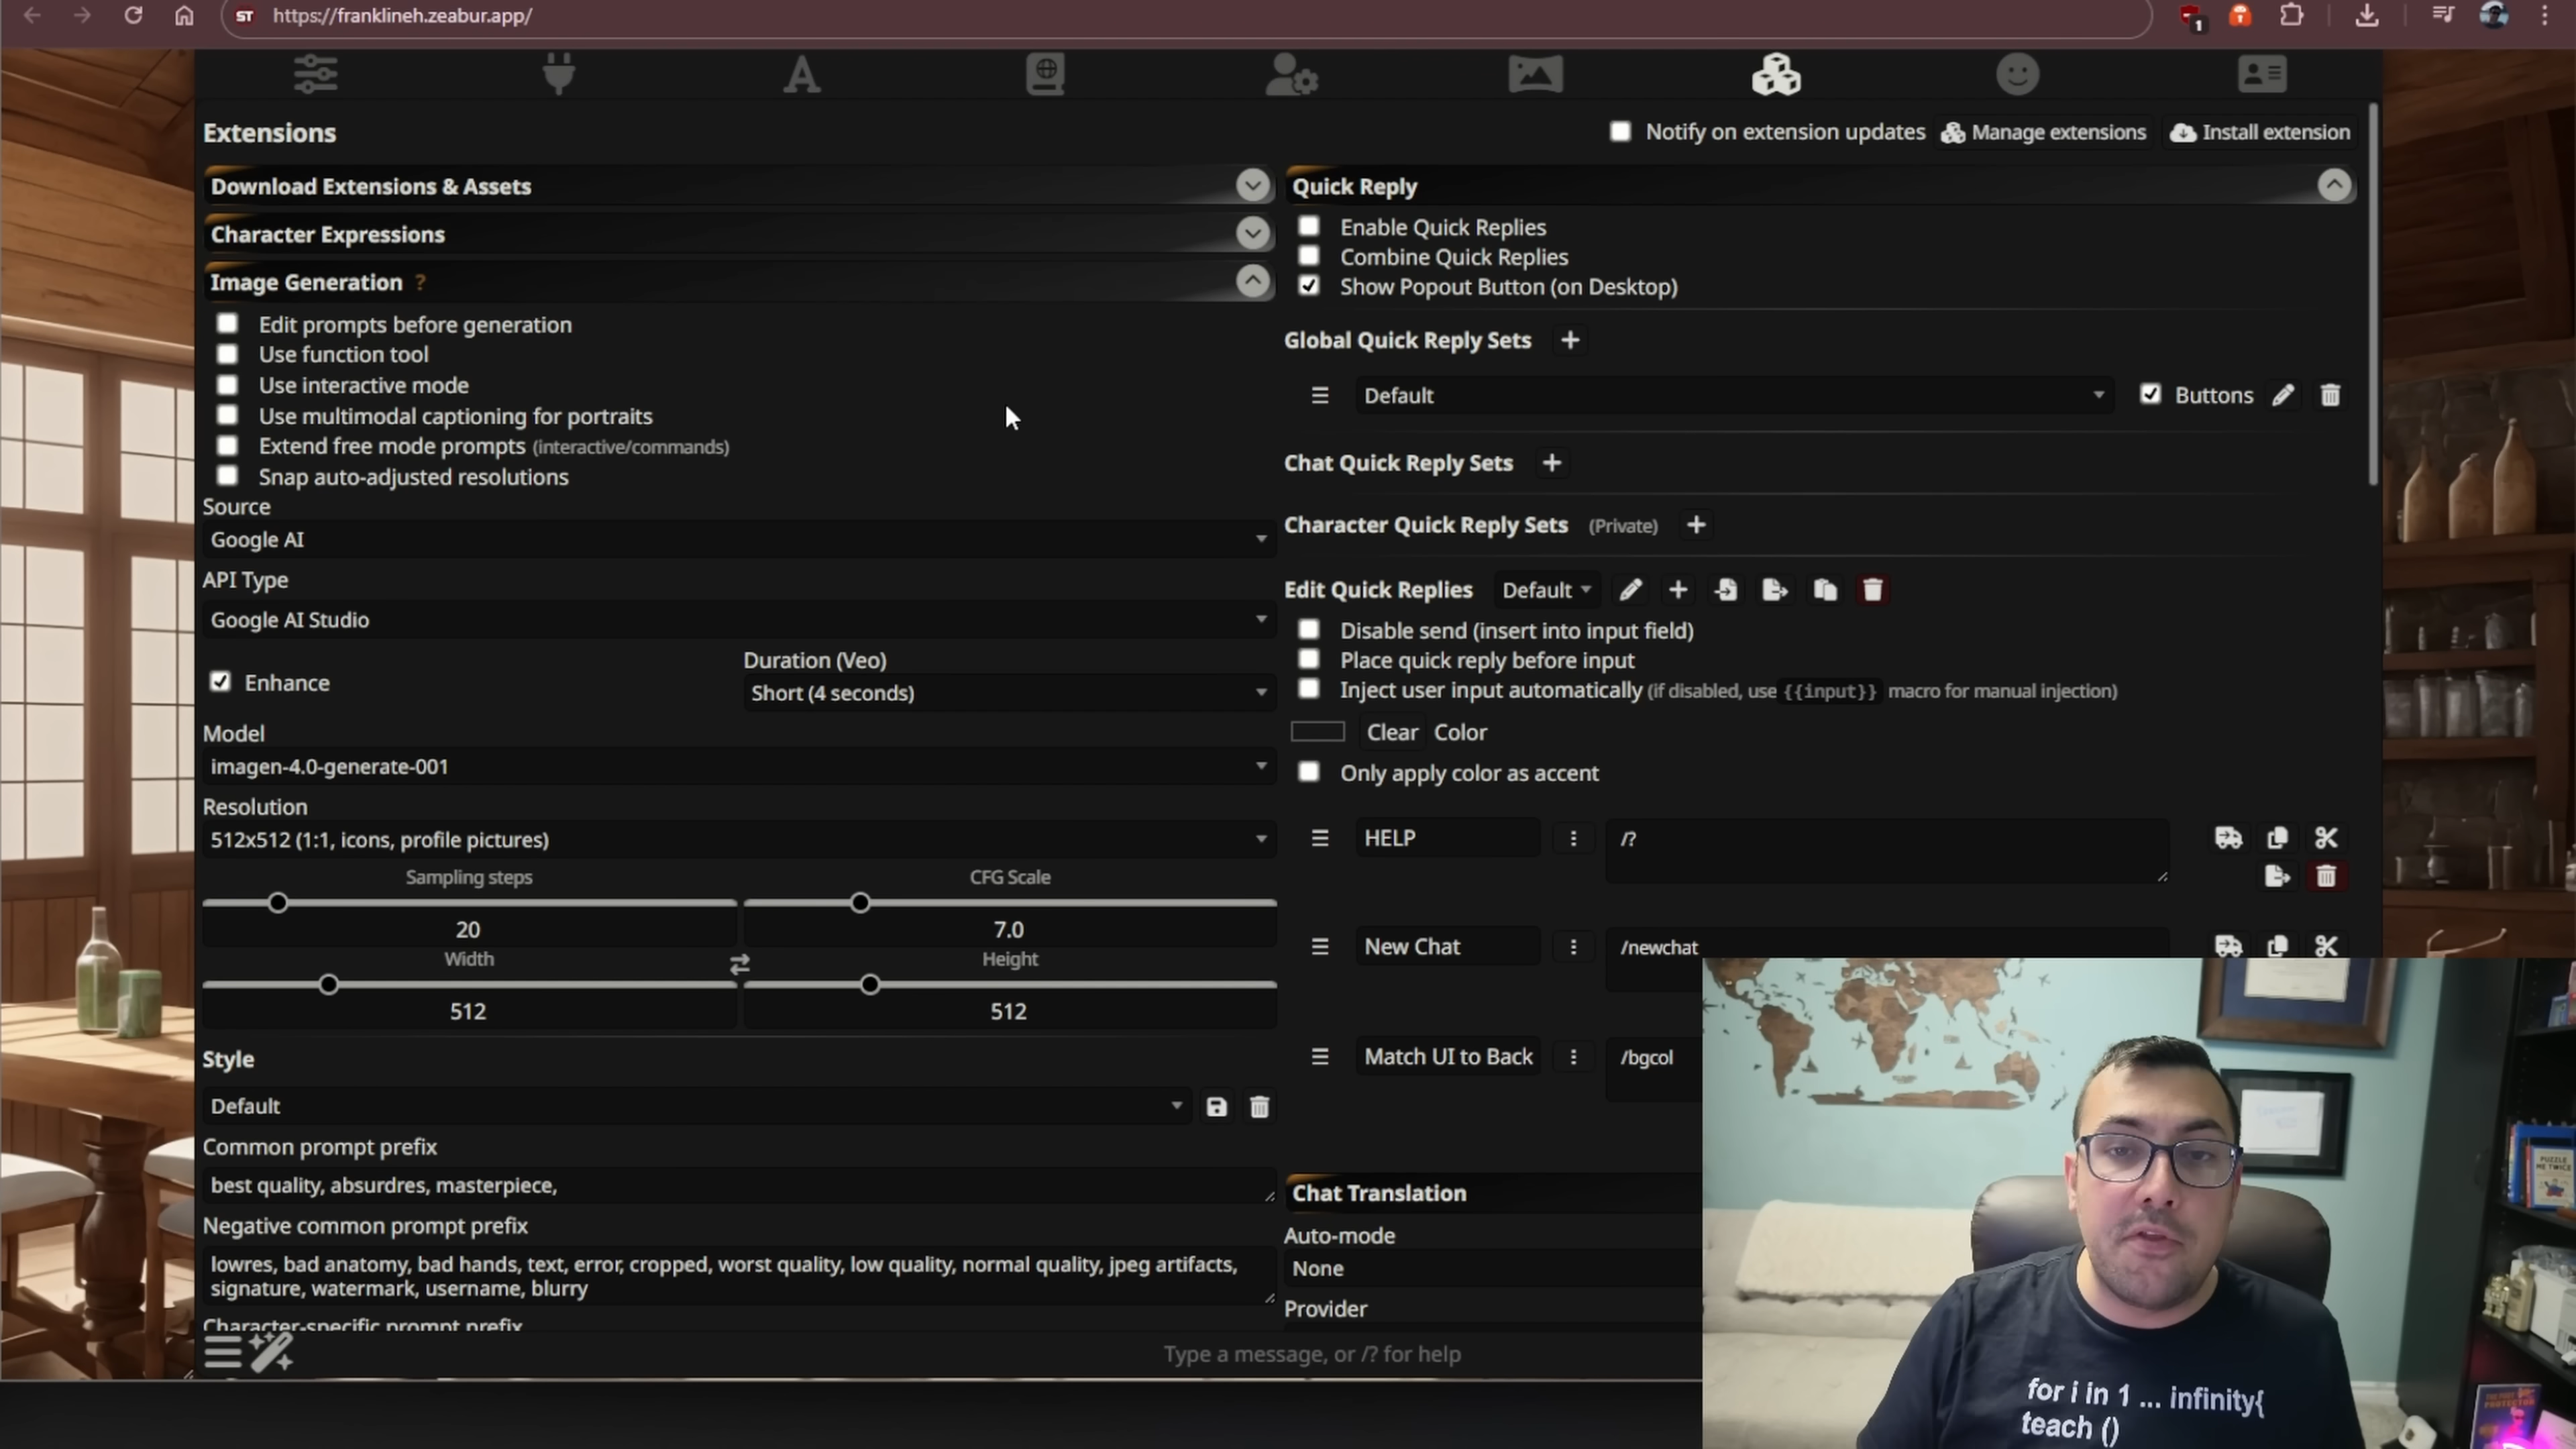 ST https://franklineh.zeabur.app/
1
Extensions
Notify on extension updates
Manage extensions
Install extension
Download Extensions & Assets
Character Expressions
Image Generation ?
Edit prompts before generation
Use function tool
Use interactive mode
Use multimodal captioning for portraits
Extend free mode prompts (interactive/commands)
Snap auto-adjusted resolutions
Source
Google AI
API Type
Google AI Studio
Enhance
Duration (Veo)
Short (4 seconds)
Model
imagen-4.0-generate-001
Resolution
512x512 (1:1, icons, profile pictures)
Sampling steps
20
CFG Scale
7.0
Width
512
Height
512
Style
Default
Common prompt prefix
best quality, absurdres, masterpiece,
Negative common prompt prefix
lowres, bad anatomy, bad hands, text, error, cropped, worst quality, low quality, normal quality, jpeg artifacts,
signature, watermark, username, blurry
Character-specific prompt prefix
Quick Reply
Enable Quick Replies
Combine Quick Replies
Show Popout Button (on Desktop)
Global Quick Reply Sets
Default
Buttons
Chat Quick Reply Sets
Character Quick Reply Sets (Private)
Edit Quick Replies
Default
Disable send (insert into input field)
Place quick reply before input
Inject user input automatically (if disabled, use {{input}} macro for manual injection)
Clear Color
Only apply color as accent
HELP
/?
New Chat
/newchat
Match UI to Back
/bgcol
Chat Translation
Auto-mode
None
Provider
Type a message, or /? for help
PUZZLE
ME TWICE
for i in 1 ... infinity{
teach ()